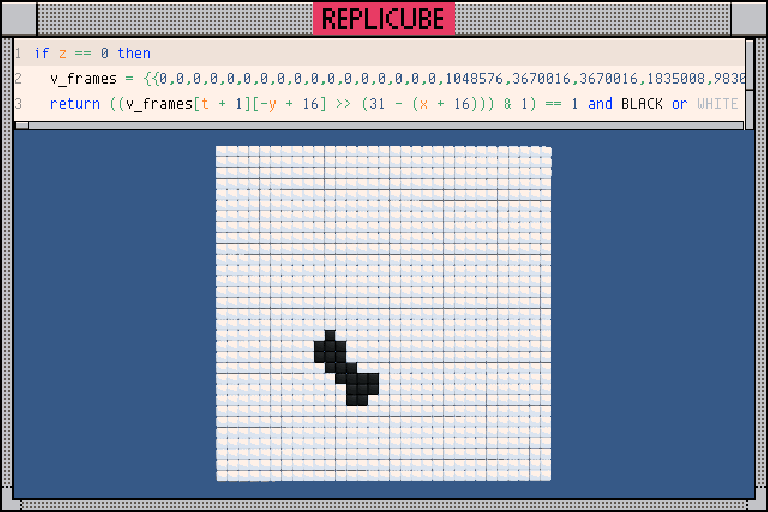 REPLICUBE
1 if z == 0 then
2 v_frames = {{0,0,0,0,0,0,0,0,0,0,0,0,0,0,0,0,0,1048576,3670016,3670016,1835008,9830
3 return ((v_frames[t + 1][-y + 16] >> (31 - (x + 16))) & 1) == 1 and BLACK or WHITE